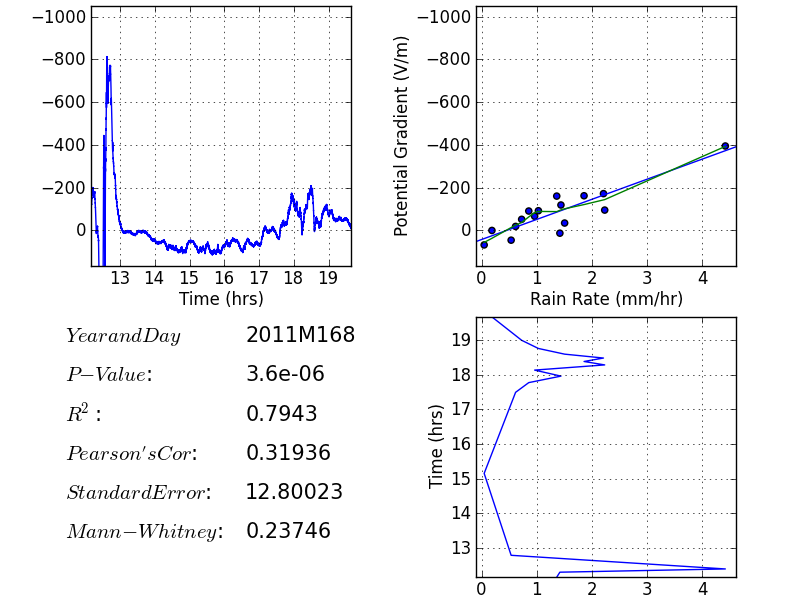 −1000
−800
−600
−400
−200
0
13 14 15 16 17 18 19
Time (hrs)
Potential Gradient (V/m)
−1000
−800
−600
−400
−200
0
0 1 2 3 4
Rain Rate (mm/hr)
YearandDay 2011M168
P−Value: 3.6e-06
R²: 0.7943
Pearson'sCor: 0.31936
StandardError: 12.80023
Mann−Whitney: 0.23746
Time (hrs)
19
18
17
16
15
14
13
0 1 2 3 4